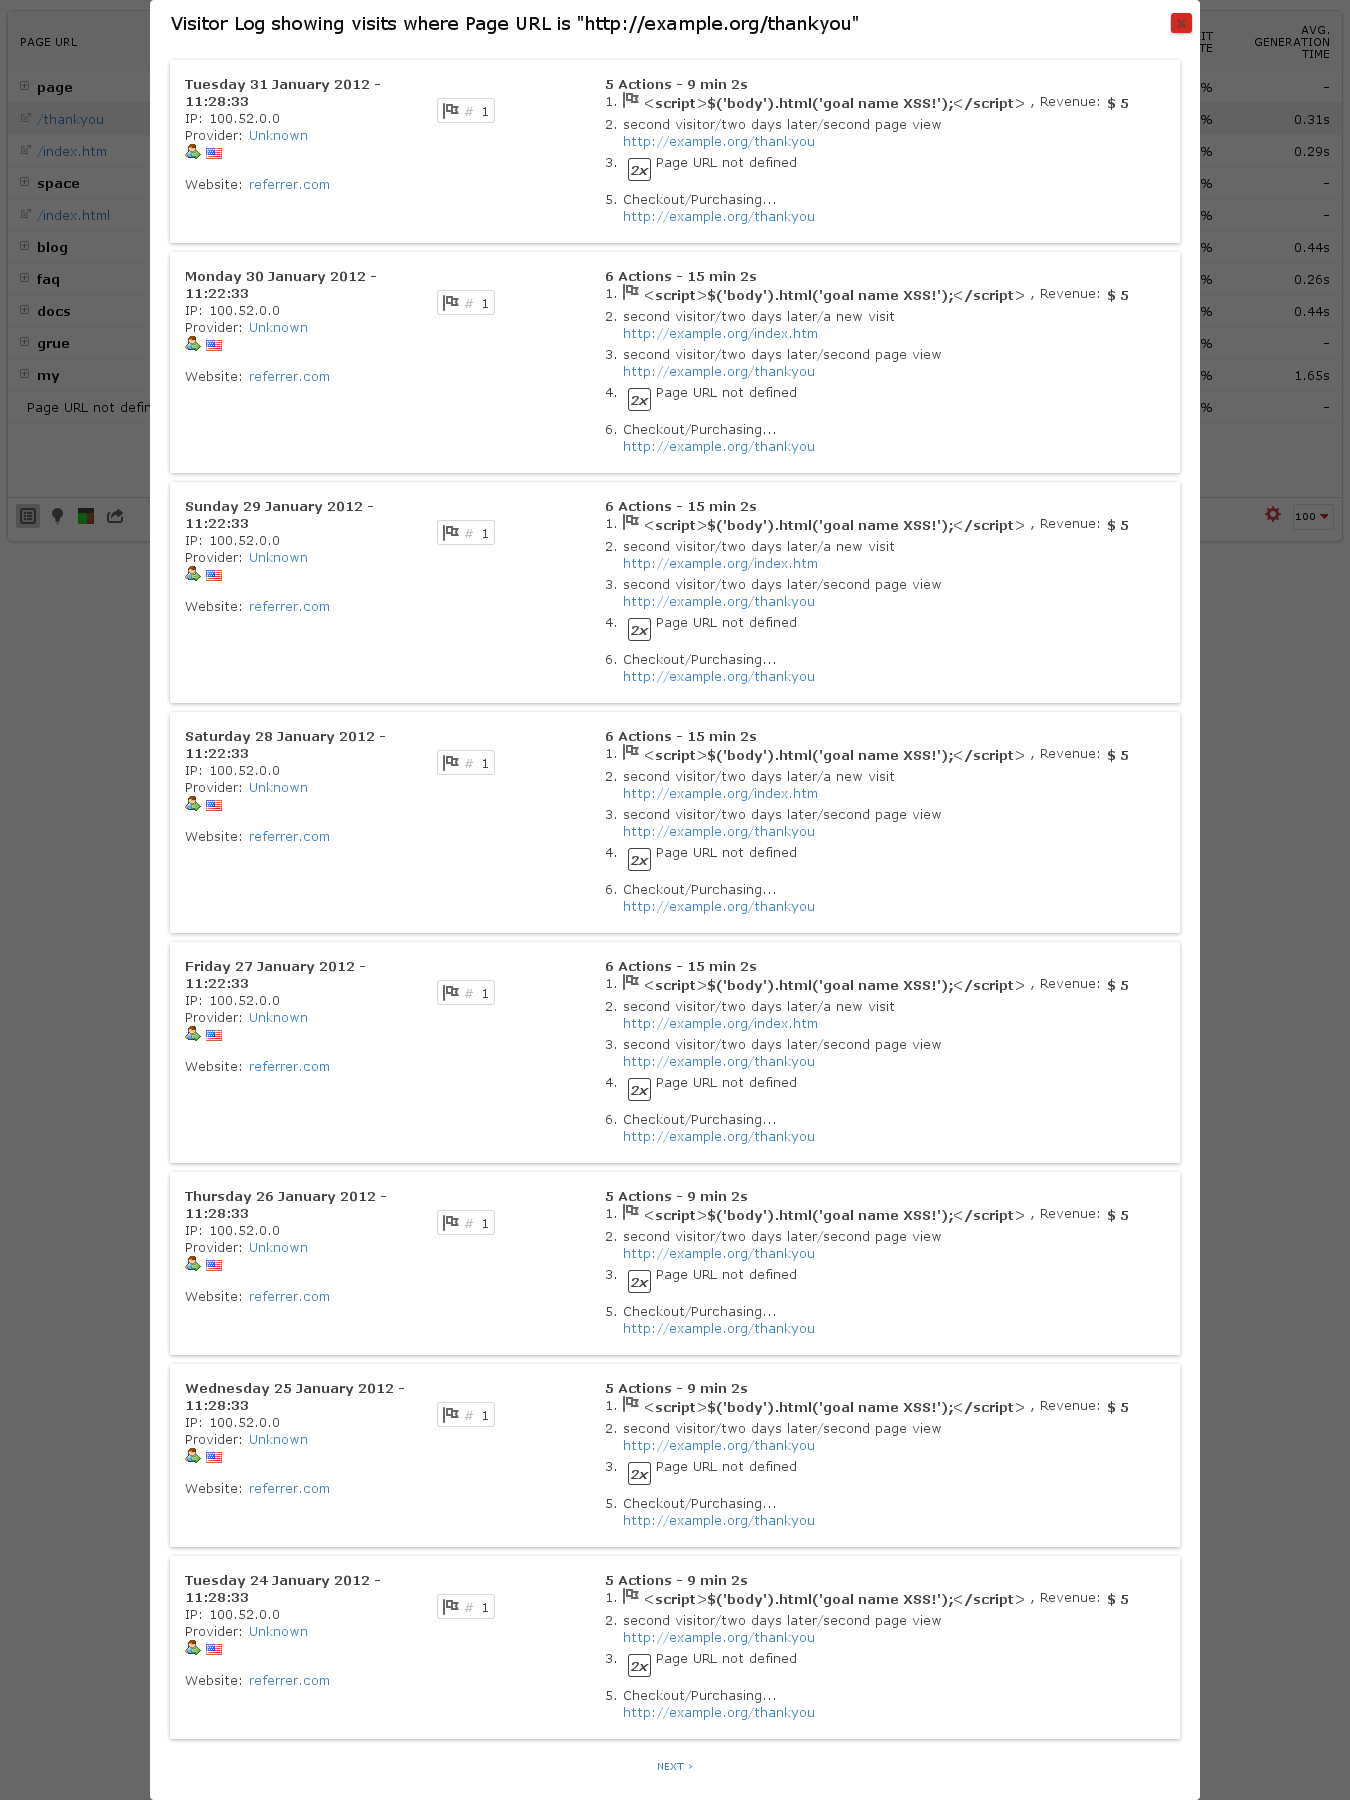 Visitor Log showing visits where Page URL is "http://example.org/thankyou"
PAGE URL
AVG. GENERATION TIME
page
/thankyou
0.31s
/index.htm
0.29s
space
-
/index.html
-
blog
0.44s
faq
0.26s
docs
0.44s
grue
-
my
1.65s
Page URL not defin
-
100
Tuesday 31 January 2012 -
11:28:33
IP: 100.52.0.0
Provider: Unknown
Website: referrer.com
# 1
5 Actions - 9 min 2s
1. <script>$('body').html('goal name XSS!');</script> , Revenue: $ 5
2. second visitor/two days later/second page view
http://example.org/thankyou
3. 2x Page URL not defined
5. Checkout/Purchasing...
http://example.org/thankyou
Monday 30 January 2012 -
11:22:33
IP: 100.52.0.0
Provider: Unknown
Website: referrer.com
# 1
6 Actions - 15 min 2s
1. <script>$('body').html('goal name XSS!');</script> , Revenue: $ 5
2. second visitor/two days later/a new visit
http://example.org/index.htm
3. second visitor/two days later/second page view
http://example.org/thankyou
4. 2x Page URL not defined
6. Checkout/Purchasing...
http://example.org/thankyou
Sunday 29 January 2012 -
11:22:33
IP: 100.52.0.0
Provider: Unknown
Website: referrer.com
# 1
6 Actions - 15 min 2s
1. <script>$('body').html('goal name XSS!');</script> , Revenue: $ 5
2. second visitor/two days later/a new visit
http://example.org/index.htm
3. second visitor/two days later/second page view
http://example.org/thankyou
4. 2x Page URL not defined
6. Checkout/Purchasing...
http://example.org/thankyou
Saturday 28 January 2012 -
11:22:33
IP: 100.52.0.0
Provider: Unknown
Website: referrer.com
# 1
6 Actions - 15 min 2s
1. <script>$('body').html('goal name XSS!');</script> , Revenue: $ 5
2. second visitor/two days later/a new visit
http://example.org/index.htm
3. second visitor/two days later/second page view
http://example.org/thankyou
4. 2x Page URL not defined
6. Checkout/Purchasing...
http://example.org/thankyou
Friday 27 January 2012 -
11:22:33
IP: 100.52.0.0
Provider: Unknown
Website: referrer.com
# 1
6 Actions - 15 min 2s
1. <script>$('body').html('goal name XSS!');</script> , Revenue: $ 5
2. second visitor/two days later/a new visit
http://example.org/index.htm
3. second visitor/two days later/second page view
http://example.org/thankyou
4. 2x Page URL not defined
6. Checkout/Purchasing...
http://example.org/thankyou
Thursday 26 January 2012 -
11:28:33
IP: 100.52.0.0
Provider: Unknown
Website: referrer.com
# 1
5 Actions - 9 min 2s
1. <script>$('body').html('goal name XSS!');</script> , Revenue: $ 5
2. second visitor/two days later/second page view
http://example.org/thankyou
3. 2x Page URL not defined
5. Checkout/Purchasing...
http://example.org/thankyou
Wednesday 25 January 2012 -
11:28:33
IP: 100.52.0.0
Provider: Unknown
Website: referrer.com
# 1
5 Actions - 9 min 2s
1. <script>$('body').html('goal name XSS!');</script> , Revenue: $ 5
2. second visitor/two days later/second page view
http://example.org/thankyou
3. 2x Page URL not defined
5. Checkout/Purchasing...
http://example.org/thankyou
Tuesday 24 January 2012 -
11:28:33
IP: 100.52.0.0
Provider: Unknown
Website: referrer.com
# 1
5 Actions - 9 min 2s
1. <script>$('body').html('goal name XSS!');</script> , Revenue: $ 5
2. second visitor/two days later/second page view
http://example.org/thankyou
3. 2x Page URL not defined
5. Checkout/Purchasing...
http://example.org/thankyou
NEXT ›